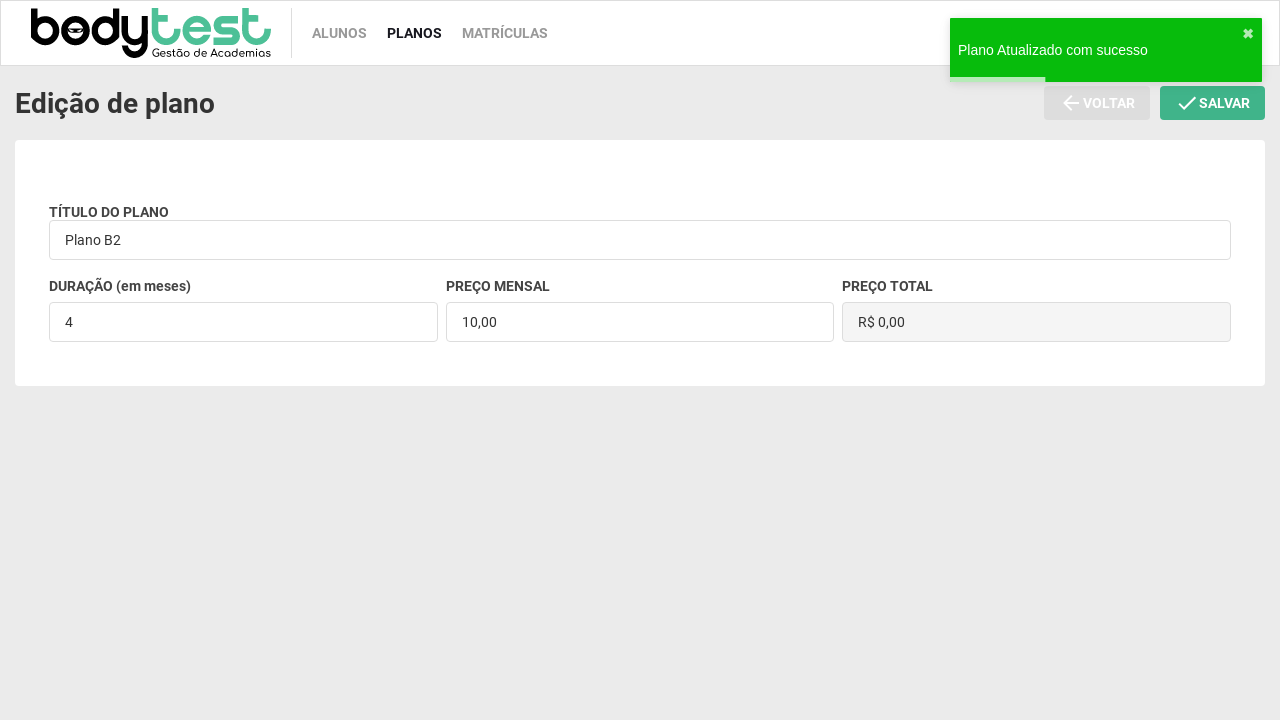 bodytest
Gestão de Academias
ALUNOS
PLANOS
MATRÍCULAS
Plano Atualizado com sucesso
✖
Edição de plano
VOLTAR
SALVAR
TÍTULO DO PLANO
Plano B2
DURAÇÃO (em meses)
PREÇO MENSAL
PREÇO TOTAL
4
10,00
R$ 0,00